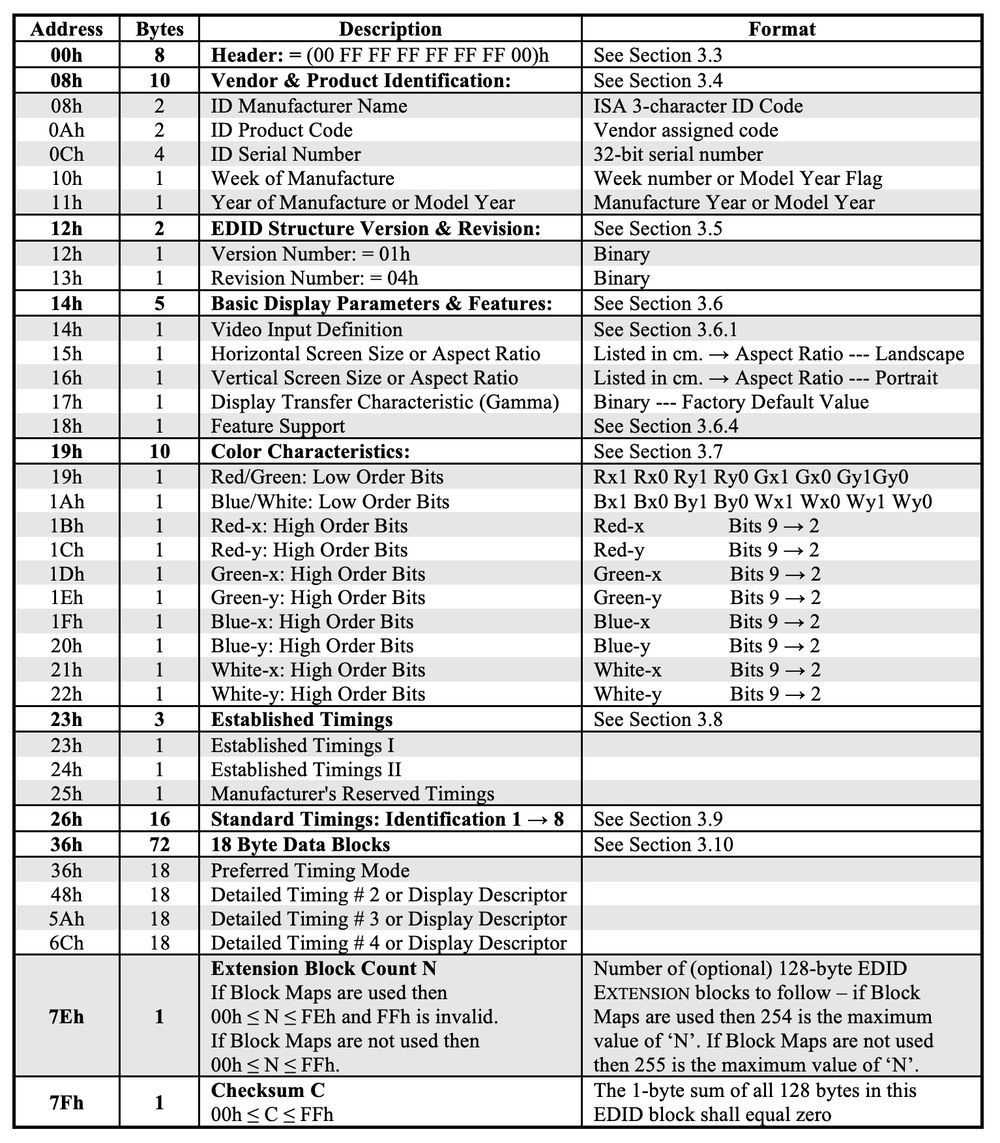 Address Bytes Description Format
00h 8 Header: = (00 FF FF FF FF FF FF 00)h See Section 3.3
08h 10 Vendor & Product Identification: See Section 3.4
08h 2 ID Manufacturer Name ISA 3-character ID Code
0Ah 2 ID Product Code Vendor assigned code
0Ch 4 ID Serial Number 32-bit serial number
10h 1 Week of Manufacture Week number or Model Year Flag
11h 1 Year of Manufacture or Model Year Manufacture Year or Model Year
12h 2 EDID Structure Version & Revision: See Section 3.5
12h 1 Version Number: = 01h Binary
13h 1 Revision Number: = 04h Binary
14h 5 Basic Display Parameters & Features: See Section 3.6
14h 1 Video Input Definition See Section 3.6.1
15h 1 Horizontal Screen Size or Aspect Ratio Listed in cm. → Aspect Ratio --- Landscape
16h 1 Vertical Screen Size or Aspect Ratio Listed in cm. → Aspect Ratio --- Portrait
17h 1 Display Transfer Characteristic (Gamma) Binary --- Factory Default Value
18h 1 Feature Support See Section 3.6.4
19h 10 Color Characteristics: See Section 3.7
19h 1 Red/Green: Low Order Bits Rx1 Rx0 Ry1 Ry0 Gx1 Gx0 Gy1Gy0
1Ah 1 Blue/White: Low Order Bits Bx1 Bx0 By1 By0 Wx1 Wx0 Wy1 Wy0
1Bh 1 Red-x: High Order Bits Red-x Bits 9 → 2
1Ch 1 Red-y: High Order Bits Red-y Bits 9 → 2
1Dh 1 Green-x: High Order Bits Green-x Bits 9 → 2
1Eh 1 Green-y: High Order Bits Green-y Bits 9 → 2
1Fh 1 Blue-x: High Order Bits Blue-x Bits 9 → 2
20h 1 Blue-y: High Order Bits Blue-y Bits 9 → 2
21h 1 White-x: High Order Bits White-x Bits 9 → 2
22h 1 White-y: High Order Bits White-y Bits 9 → 2
23h 3 Established Timings See Section 3.8
23h 1 Established Timings I
24h 1 Established Timings II
25h 1 Manufacturer's Reserved Timings
26h 16 Standard Timings: Identification 1 → 8 See Section 3.9
36h 72 18 Byte Data Blocks See Section 3.10
36h 18 Preferred Timing Mode
48h 18 Detailed Timing # 2 or Display Descriptor
5Ah 18 Detailed Timing # 3 or Display Descriptor
6Ch 18 Detailed Timing # 4 or Display Descriptor
7Eh 1
Extension Block Count N
If Block Maps are used then
00h ≤ N ≤ FEh and FFh is invalid.
If Block Maps are not used then
00h ≤ N ≤ FFh.
Number of (optional) 128-byte EDID
EXTENSION blocks to follow – if Block
Maps are used then 254 is the maximum
value of ‘N’. If Block Maps are not used
then 255 is the maximum value of ‘N’.
7Fh 1
Checksum C
00h ≤ C ≤ FFh
The 1-byte sum of all 128 bytes in this
EDID block shall equal zero